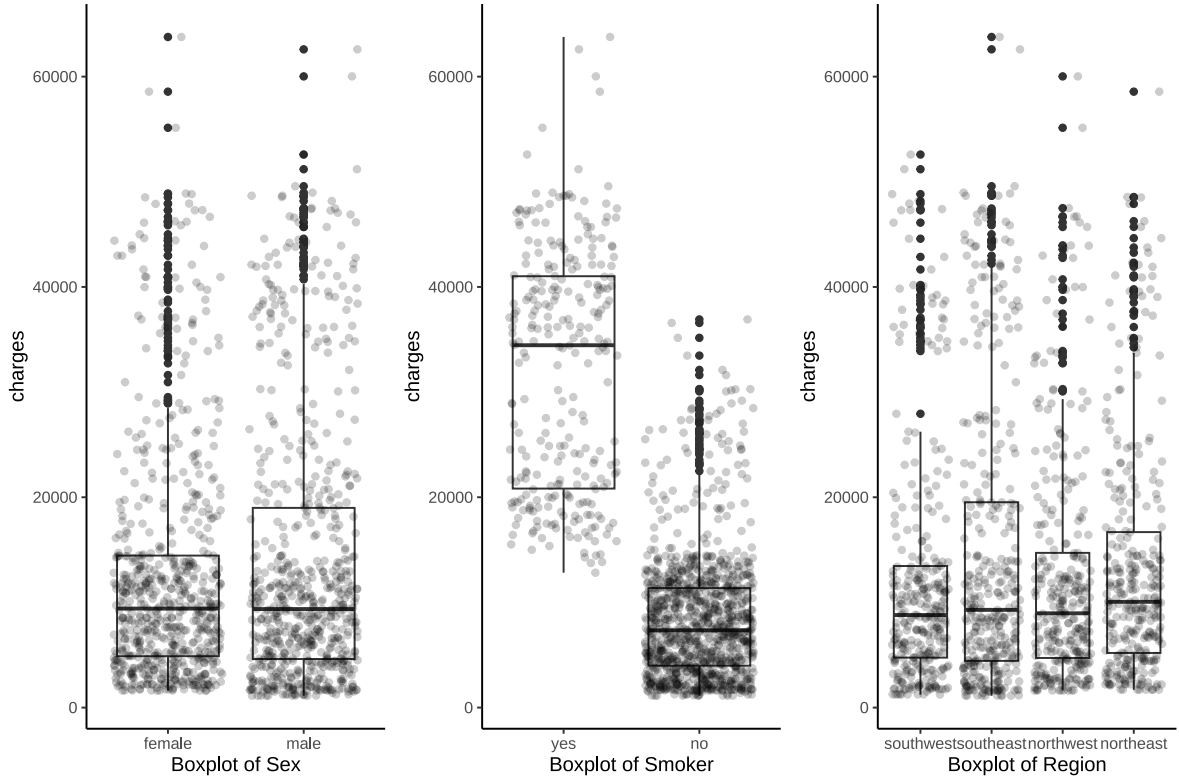 charges
60000
40000
20000
0
female male
Boxplot of Sex
charges
60000
40000
20000
0
yes no
Boxplot of Smoker
charges
60000
40000
20000
0
southwest southeast northwest northeast
Boxplot of Region